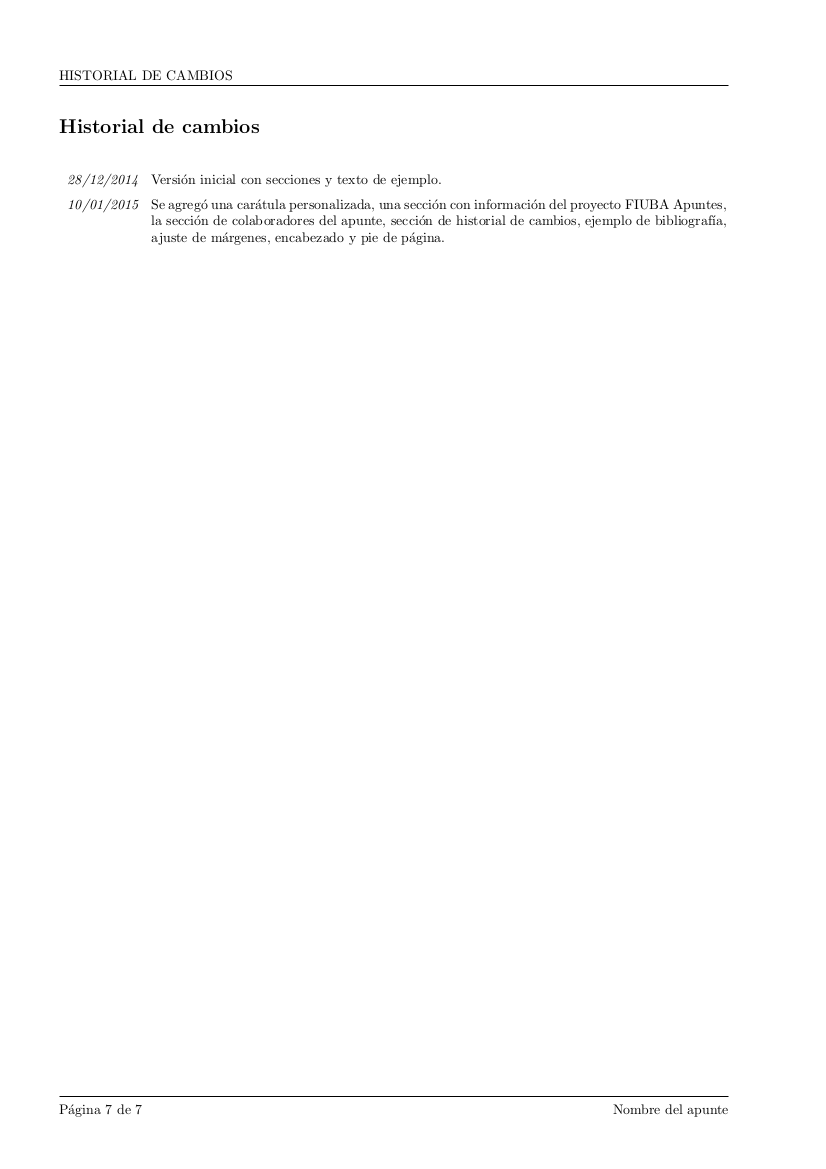 HISTORIAL DE CAMBIOS
Historial de cambios
28/12/2014 Versión inicial con secciones y texto de ejemplo.
10/01/2015 Se agregó una carátula personalizada, una sección con información del proyecto FIUBA Apuntes,
la sección de colaboradores del apunte, sección de historial de cambios, ejemplo de bibliografía,
ajuste de márgenes, encabezado y pie de página.
Página 7 de 7 Nombre del apunte